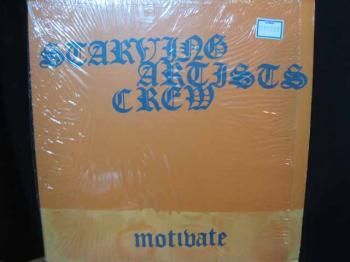 STARVING
ARTISTS
CREW
motivate